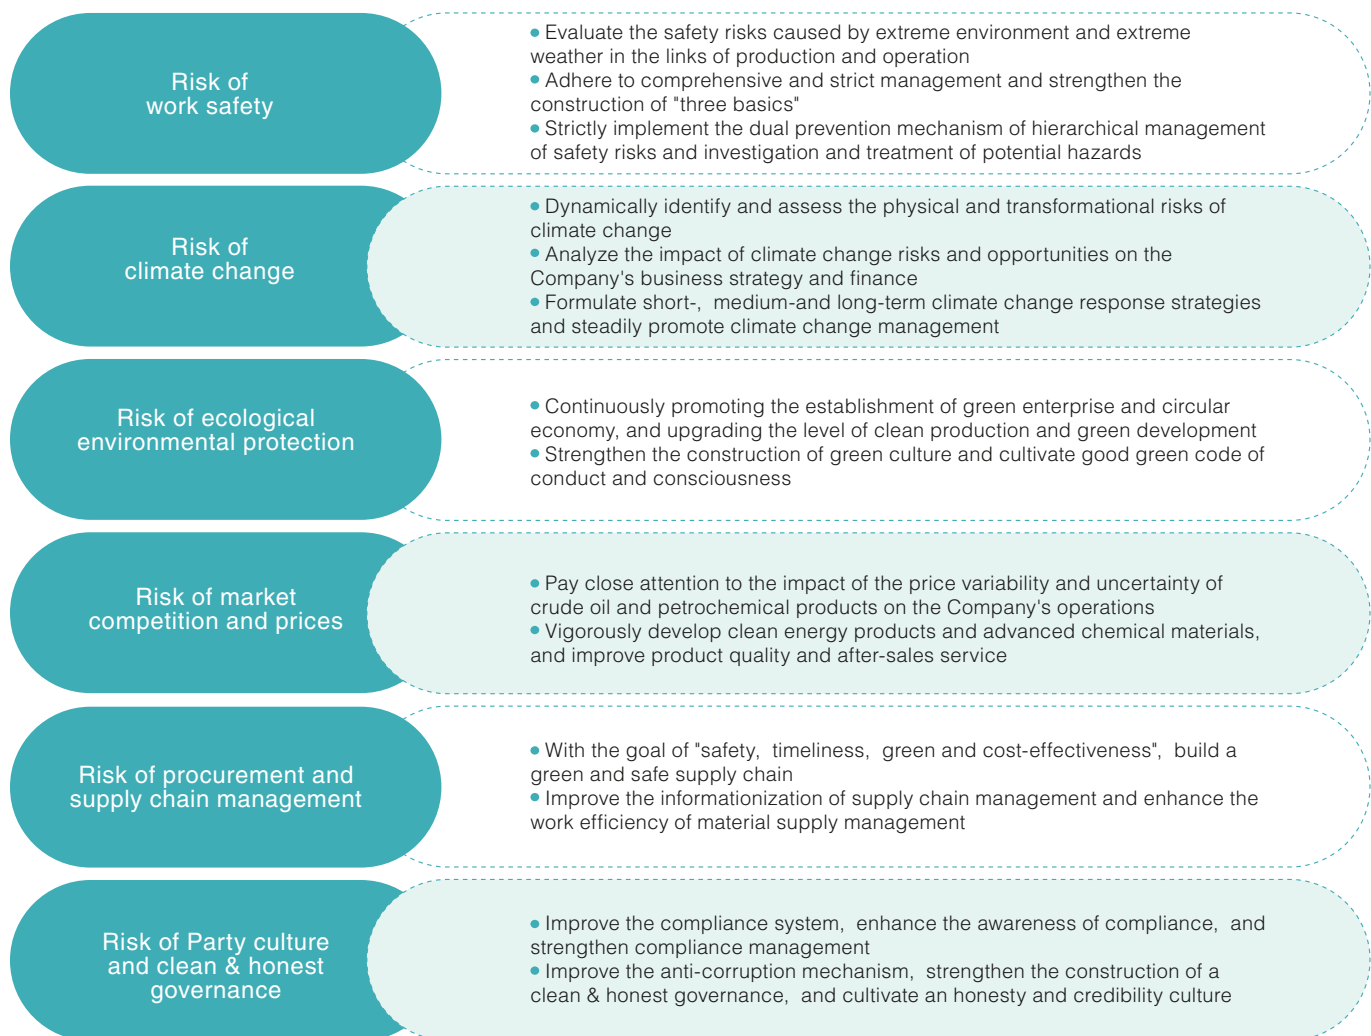 Risk of
work safety
• Evaluate the safety risks caused by extreme environment and extreme
weather in the links of production and operation
• Adhere to comprehensive and strict management and strengthen the
construction of "three basics"
• Strictly implement the dual prevention mechanism of hierarchical management
of safety risks and investigation and treatment of potential hazards
Risk of
climate change
• Dynamically identify and assess the physical and transformational risks of
climate change
• Analyze the impact of climate change risks and opportunities on the
Company's business strategy and finance
• Formulate short-, medium-and long-term climate change response strategies
and steadily promote climate change management
Risk of ecological
environmental protection
• Continuously promoting the establishment of green enterprise and circular
economy, and upgrading the level of clean production and green development
• Strengthen the construction of green culture and cultivate good green code of
conduct and consciousness
Risk of market
competition and prices
• Pay close attention to the impact of the price variability and uncertainty of
crude oil and petrochemical products on the Company's operations
• Vigorously develop clean energy products and advanced chemical materials,
and improve product quality and after-sales service
Risk of procurement and
supply chain management
• With the goal of "safety, timeliness, green and cost-effectiveness", build a
green and safe supply chain
• Improve the informationization of supply chain management and enhance the
work efficiency of material supply management
Risk of Party culture
and clean & honest
governance
• Improve the compliance system, enhance the awareness of compliance, and
strengthen compliance management
• Improve the anti-corruption mechanism, strengthen the construction of a
clean & honest governance, and cultivate an honesty and credibility culture